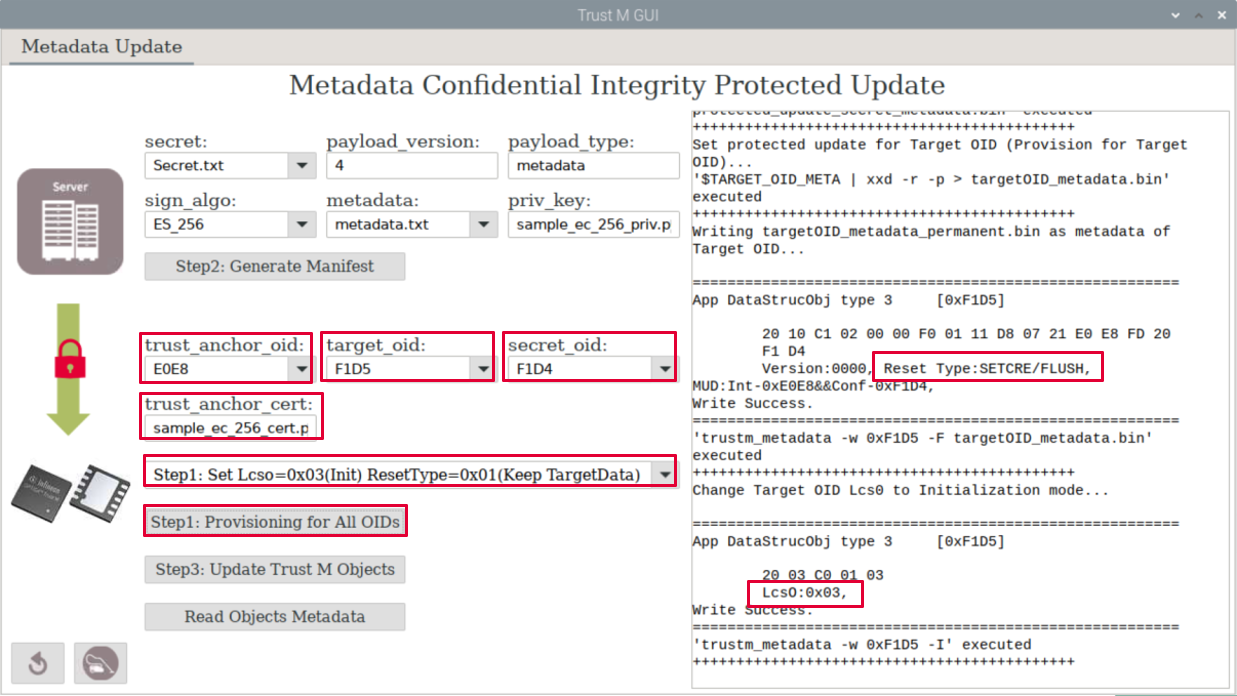 Trust M GUI
Metadata Update
Metadata Confidential Integrity Protected Update
Server
secret:
payload_version:
payload_type:
Secret.txt
4
metadata
sign_algo:
metadata:
priv_key:
ES_256
metadata.txt
sample_ec_256_priv.p
Step2: Generate Manifest
trust_anchor_oid:
target_oid:
secret_oid:
E0E8
F1D5
F1D4
trust_anchor_cert:
sample_ec_256_cert.p
Step1: Set Lcso=0x03(Init) ResetType=0x01(Keep TargetData)
Step1: Provisioning for All OIDs
Step3: Update Trust M Objects
Read Objects Metadata
protected_update_secret_metadata.bin' executed
++++++++++++++++++++++++++++++++++++++++++++
Set protected update for Target OID (Provision for Target
OID)...
'$TARGET_OID_META | xxd -r -p > targetOID_metadata.bin'
executed
++++++++++++++++++++++++++++++++++++++++++++
Writing targetOID_metadata_permanent.bin as metadata of
Target OID...
========================================================
App DataStrucObj type 3     [0xF1D5]
20 10 C1 02 00 00 F0 01 11 D8 07 21 E0 E8 FD 20
F1 D4
Version:0000, Reset Type:SETCRE/FLUSH,
MUD:Int-0xE0E8&&Conf-0xF1D4,
Write Success.
========================================================
'trustm_metadata -w 0xF1D5 -F targetOID_metadata.bin'
executed
++++++++++++++++++++++++++++++++++++++++++++
Change Target OID Lcs0 to Initialization mode...
========================================================
App DataStrucObj type 3     [0xF1D5]
20 03 C0 01 03
LcsO:0x03,
Write Success.
========================================================
'trustm_metadata -w 0xF1D5 -I' executed
++++++++++++++++++++++++++++++++++++++++++++